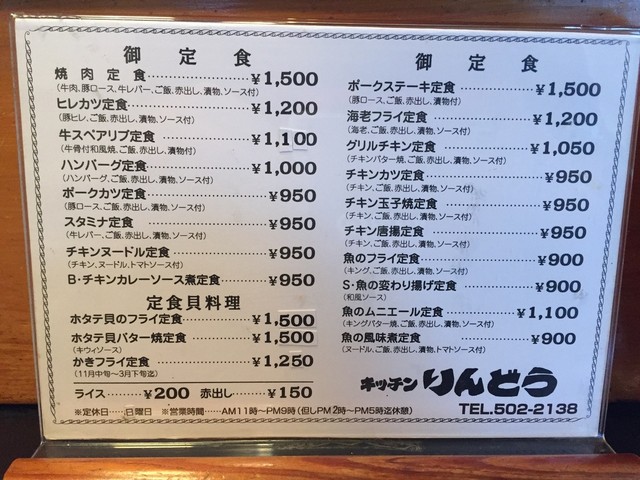 御定食
焼肉定食……………¥1,500
(牛肉、豚ロース、牛レバー、ご飯、赤出し、漬物、ソース付)
ヒレカツ定食……………¥1,200
(豚ヒレ、ご飯、赤出し、漬物、ソース付)
牛スペアリブ定食……………¥1,100
(牛骨付和風焼、ご飯、赤出し、漬物付)
ハンバーグ定食……………¥1,000
(ハンバーグ、ご飯、赤出し、漬物、ソース付)
ポークカツ定食……………¥950
(豚ロース、ご飯、赤出し、漬物、ソース付)
スタミナ定食……………¥950
(牛レバー、ご飯、赤出し、漬物、ソース付)
チキンヌードル定食……………¥950
(チキン、ヌードル、トマトソース付)
B・チキンカレーソース煮定食……¥950
定食貝料理
ホタテ貝のフライ定食……………¥1,500
ホタテ貝バター焼定食……………¥1,500
(キウィソース)
かきフライ定食……………¥1,250
(11月中旬〜3月下旬迄)
ライス……¥200 赤出し……¥150
※定休日……日曜日 ※営業時間……AM11時〜PM9時(但しPM2時〜PM5時迄休憩)
御定食
ポークステーキ定食……………¥1,500
(豚ロース、ご飯、赤出し、漬物付)
海老フライ定食……………¥1,200
(海老、ご飯、赤出し、漬物、ソース付)
グリルチキン定食……………¥1,050
(チキンバター焼、ご飯、赤出し、漬物、ソース付)
チキンカツ定食……………¥950
(チキン、ご飯、赤出し、漬物、ソース付)
チキン玉子焼定食……………¥950
(チキン、ご飯、赤出し、漬物、ソース付)
チキン唐揚定食……………¥950
(チキン、ご飯、赤出し、漬物、ソース付)
魚のフライ定食……………¥900
(キング、ご飯、赤出し、漬物、ソース付)
S・魚の変わり揚げ定食……………¥900
(和風ソース)
魚のムニエール定食……………¥1,100
(キングバター焼、ご飯、赤出し、漬物、ソース付)
魚の風味煮定食……………¥900
(ヌードル、ご飯、赤出し、漬物、トマトソース付)
キッチンりんどう
TEL.502-2138